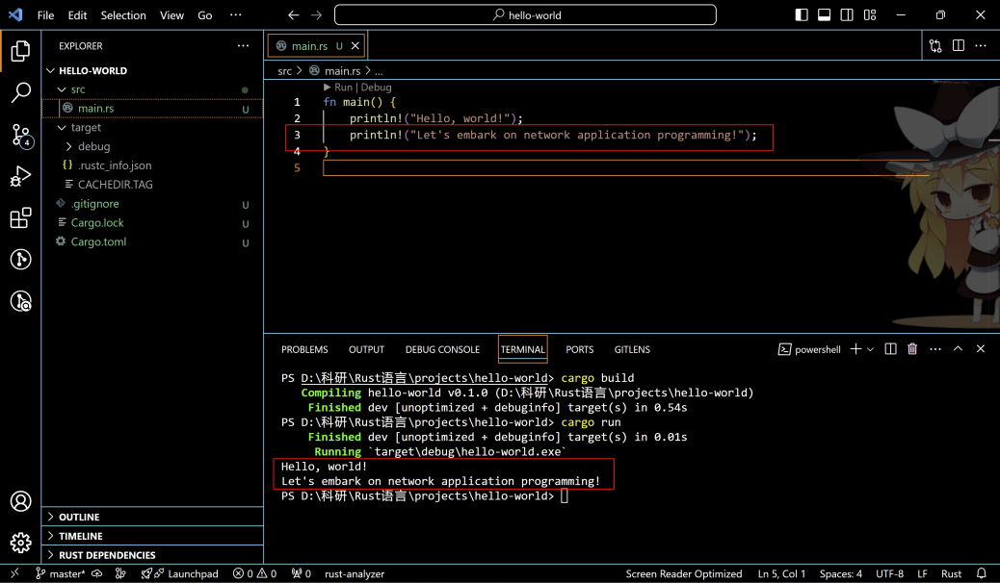 File Edit Selection View Go ···
hello-world
EXPLORER
HELLO-WORLD
src
main.rs U
target
debug
{} .rustc_info.json
CACHEDIR.TAG
.gitignore U
Cargo.lock U
Cargo.toml U
OUTLINE
TIMELINE
RUST DEPENDENCIES
4
main.rs U
src > main.rs > ...
Run | Debug
1 fn main() {
2 println!("Hello, world!");
3 println!("Let's embark on network application programming!");
4 }
5
PROBLEMS OUTPUT DEBUG CONSOLE TERMINAL PORTS GITLENS
powershell
PS D:\科研\Rust语言\projects\hello-world> cargo build
Compiling hello-world v0.1.0 (D:\科研\Rust语言\projects\hello-world)
Finished dev [unoptimized + debuginfo] target(s) in 0.54s
PS D:\科研\Rust语言\projects\hello-world> cargo run
Finished dev [unoptimized + debuginfo] target(s) in 0.01s
Running `target\debug\hello-world.exe`
Hello, world!
Let's embark on network application programming!
PS D:\科研\Rust语言\projects\hello-world>
master* Launchpad 0 0 0 rust-analyzer Screen Reader Optimized Ln 5, Col 1 Spaces: 4 UTF-8 LF Rust